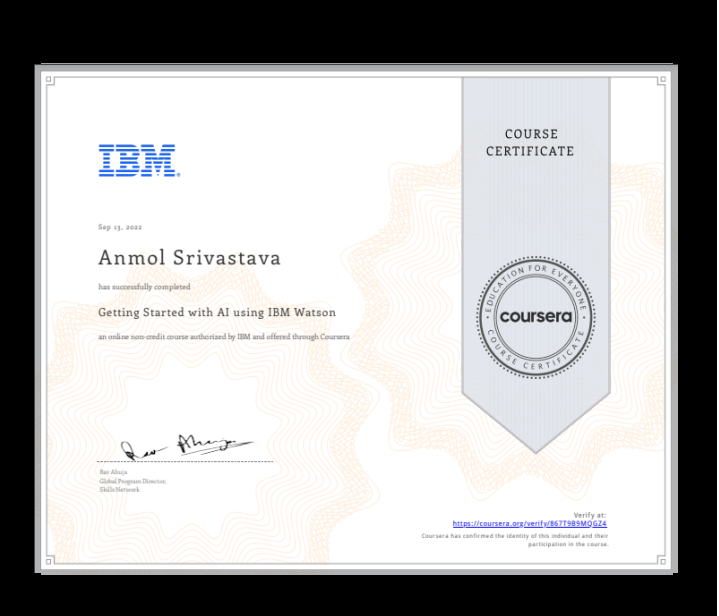 COURSE
CERTIFICATE
IBM
Sep 13, 2022
Anmol Srivastava
has successfully completed
Getting Started with AI using IBM Watson
an online non-credit course authorized by IBM and offered through Coursera
EDUCATION FOR EVERYONE
coursera
COURSE CERTIFICATE
Rav Ahuja
Global Program Director,
Skills Network
Verify at:
https://coursera.org/verify/867T9B9MQGZ4
Coursera has confirmed the identity of this individual and their
participation in the course.